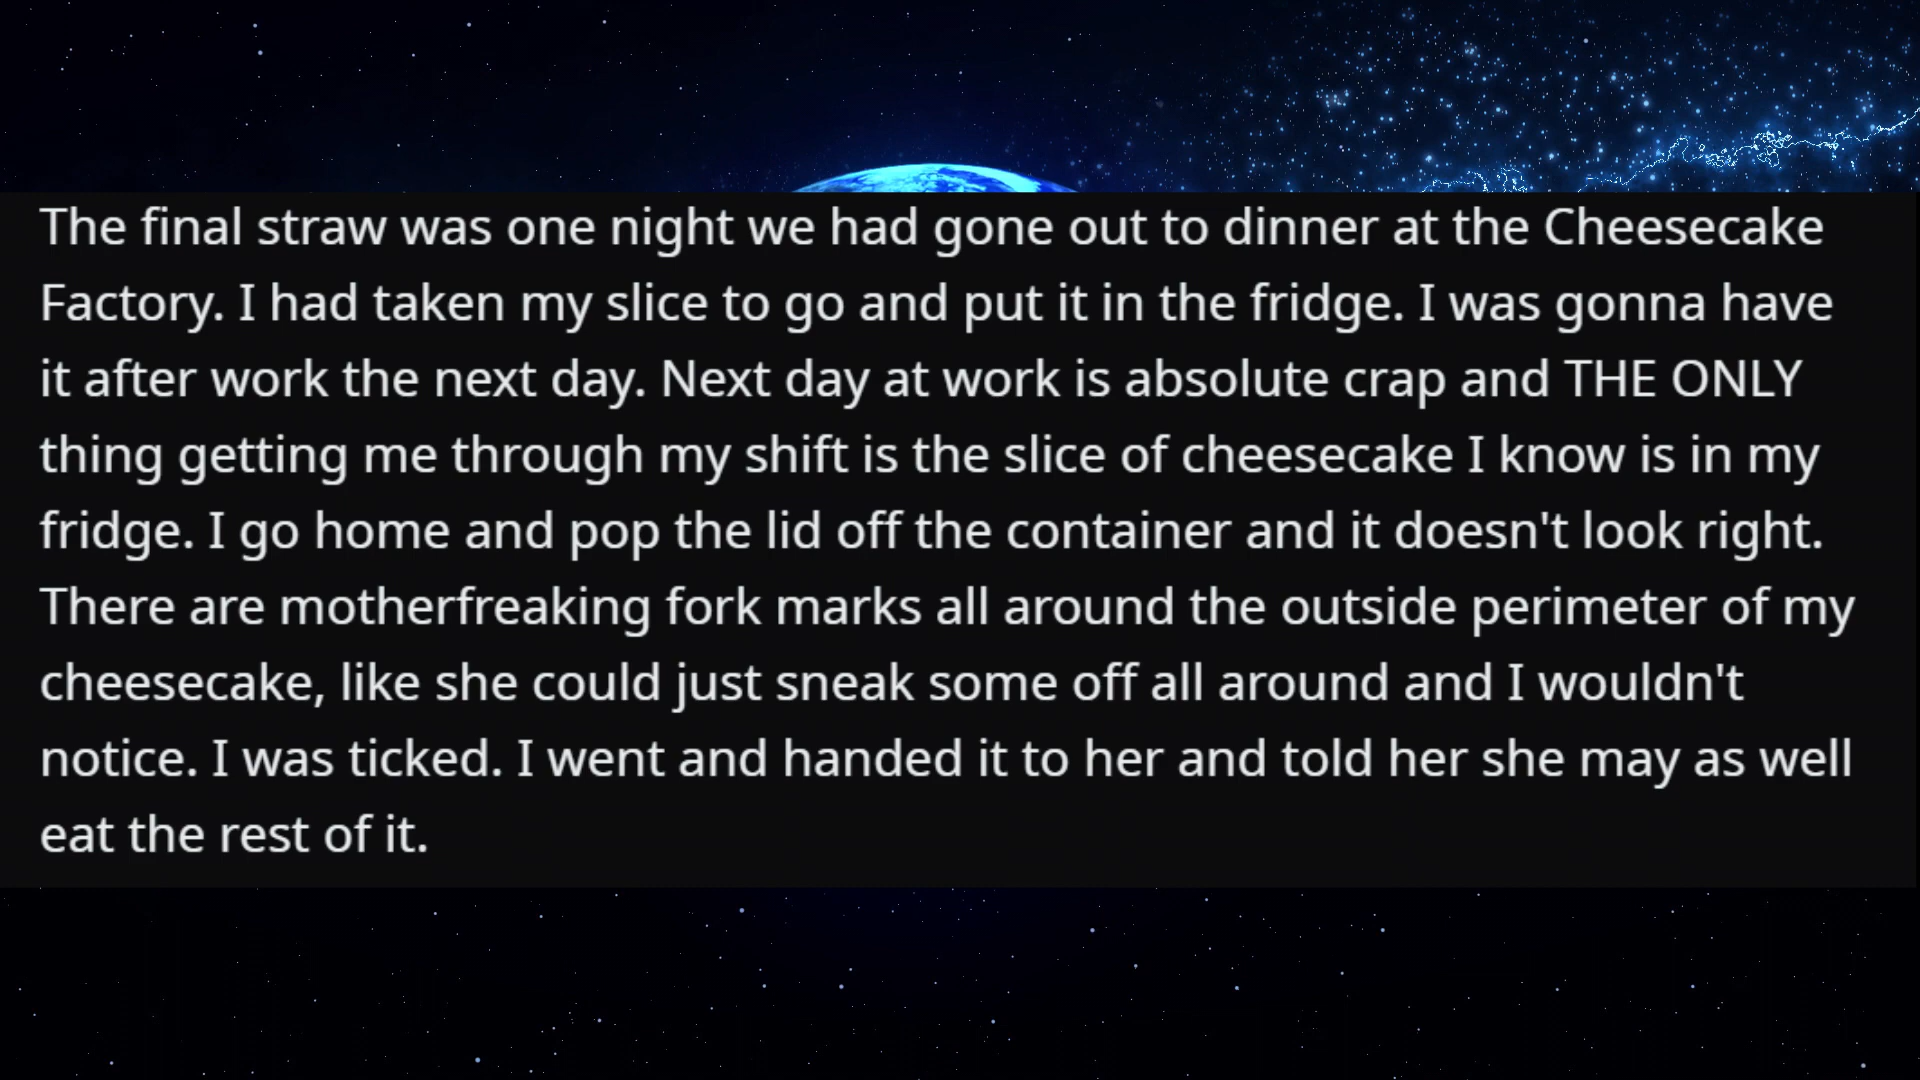 The final straw was one night we had gone out to dinner at the Cheesecake
Factory. I had taken my slice to go and put it in the fridge. I was gonna have
it after work the next day. Next day at work is absolute crap and THE ONLY
thing getting me through my shift is the slice of cheesecake I know is in my
fridge. I go home and pop the lid off the container and it doesn't look right.
There are motherfreaking fork marks all around the outside perimeter of my
cheesecake, like she could just sneak some off all around and I wouldn't
notice. I was ticked. I went and handed it to her and told her she may as well
eat the rest of it.